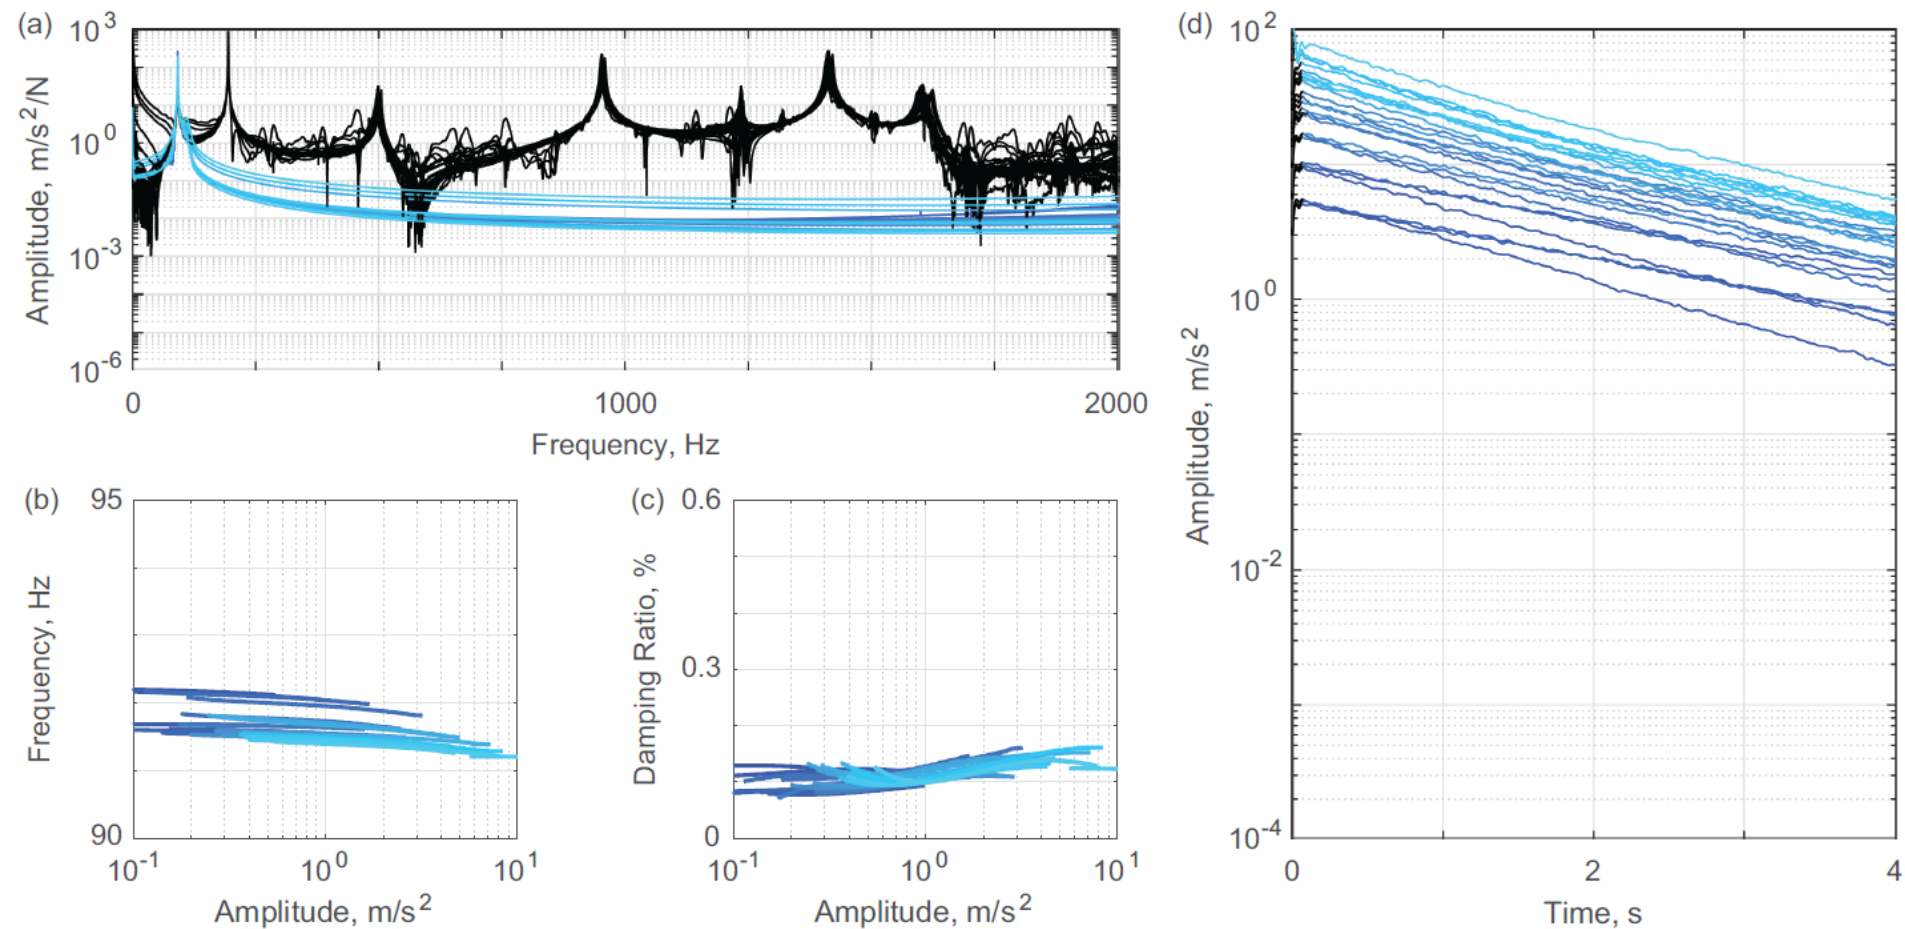 (a)
10^3
10^0
10^-3
10^-6
Amplitude, m/s^2/N
0
1000
2000
Frequency, Hz
(b)
95
90
Frequency, Hz
10^-1
10^0
10^1
Amplitude, m/s^2
(c)
0.6
0.3
0
Damping Ratio, %
10^-1
10^0
10^1
Amplitude, m/s^2
(d)
10^2
10^0
10^-2
10^-4
Amplitude, m/s^2
0
2
4
Time, s